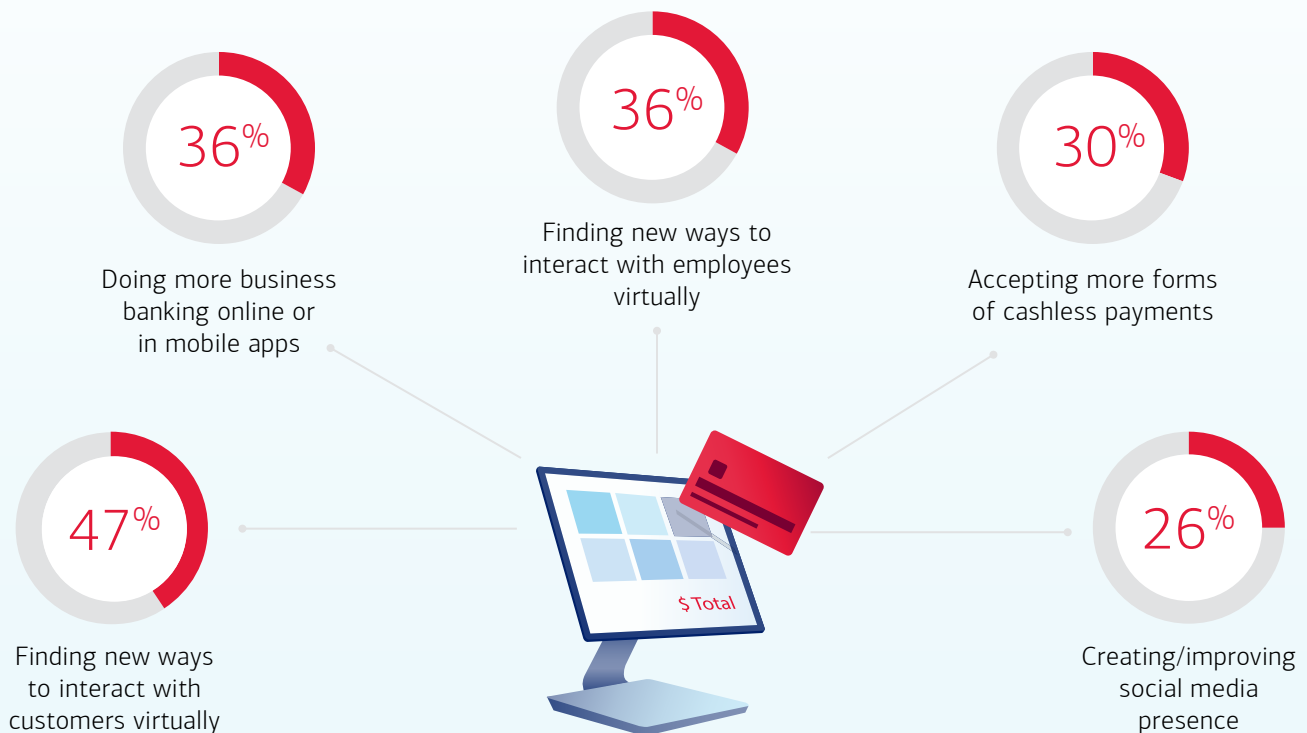 36%
Doing more business
banking online or
in mobile apps
36%
Finding new ways to
interact with employees
virtually
30%
Accepting more forms
of cashless payments
47%
Finding new ways
to interact with
customers virtually
$ Total
26%
Creating/improving
social media
presence